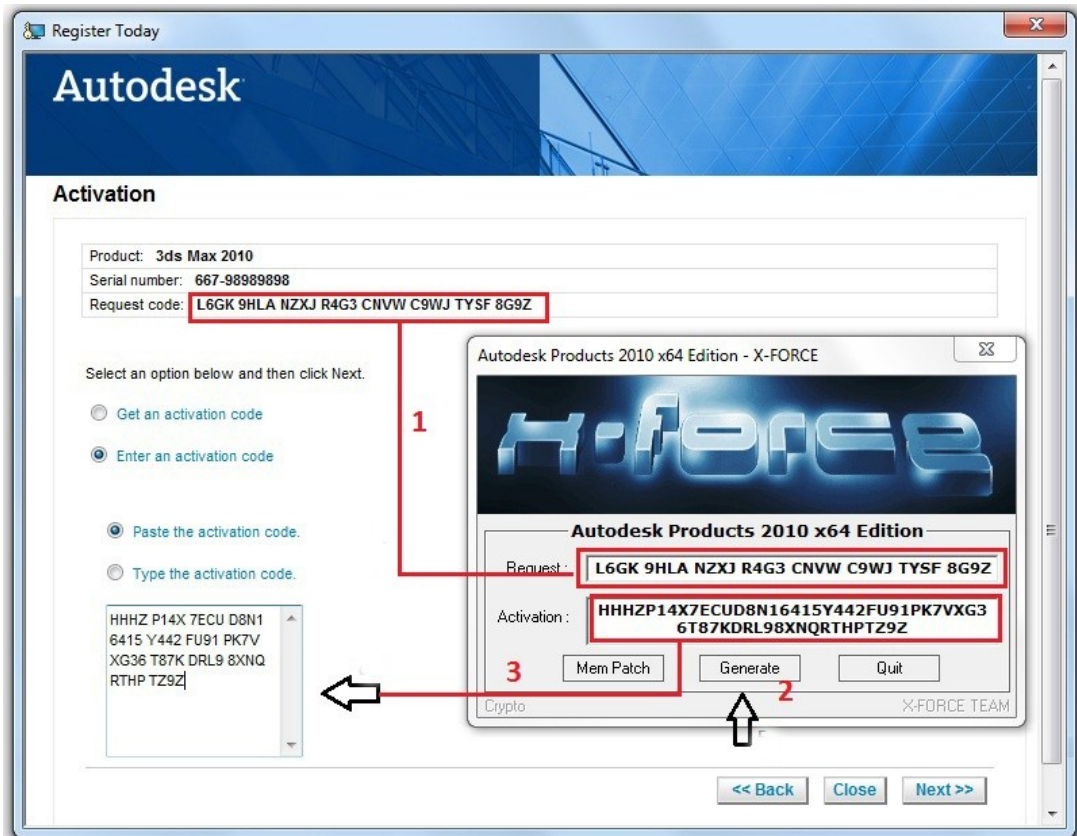 Register Today
Autodesk
Activation
Product: 3ds Max 2010
Serial number: 667-98989898
Request code: L6GK 9HLA NZXJ R4G3 CNVW C9WJ TYSF 8G9Z
Select an option below and then click Next.
Get an activation code
Enter an activation code
Paste the activation code.
Type the activation code.
HHHZ P14X 7ECU D8N1
6415 Y442 FU91 PK7V
XG36 T87K DRL9 8XNQ
RTHP TZ9Z
1
Autodesk Products 2010 x64 Edition - X-FORCE
x-force
Autodesk Products 2010 x64 Edition
Request : L6GK 9HLA NZXJ R4G3 CNVW C9WJ TYSF 8G9Z
Activation : HHHZP14X7ECUD8N16415Y442FU91PK7VXG3
6T87KDRL98XNQRTHPTZ9Z
3
Mem Patch
Generate
Quit
2
Crypto
X-FORCE TEAM
<< Back
Close
Next >>